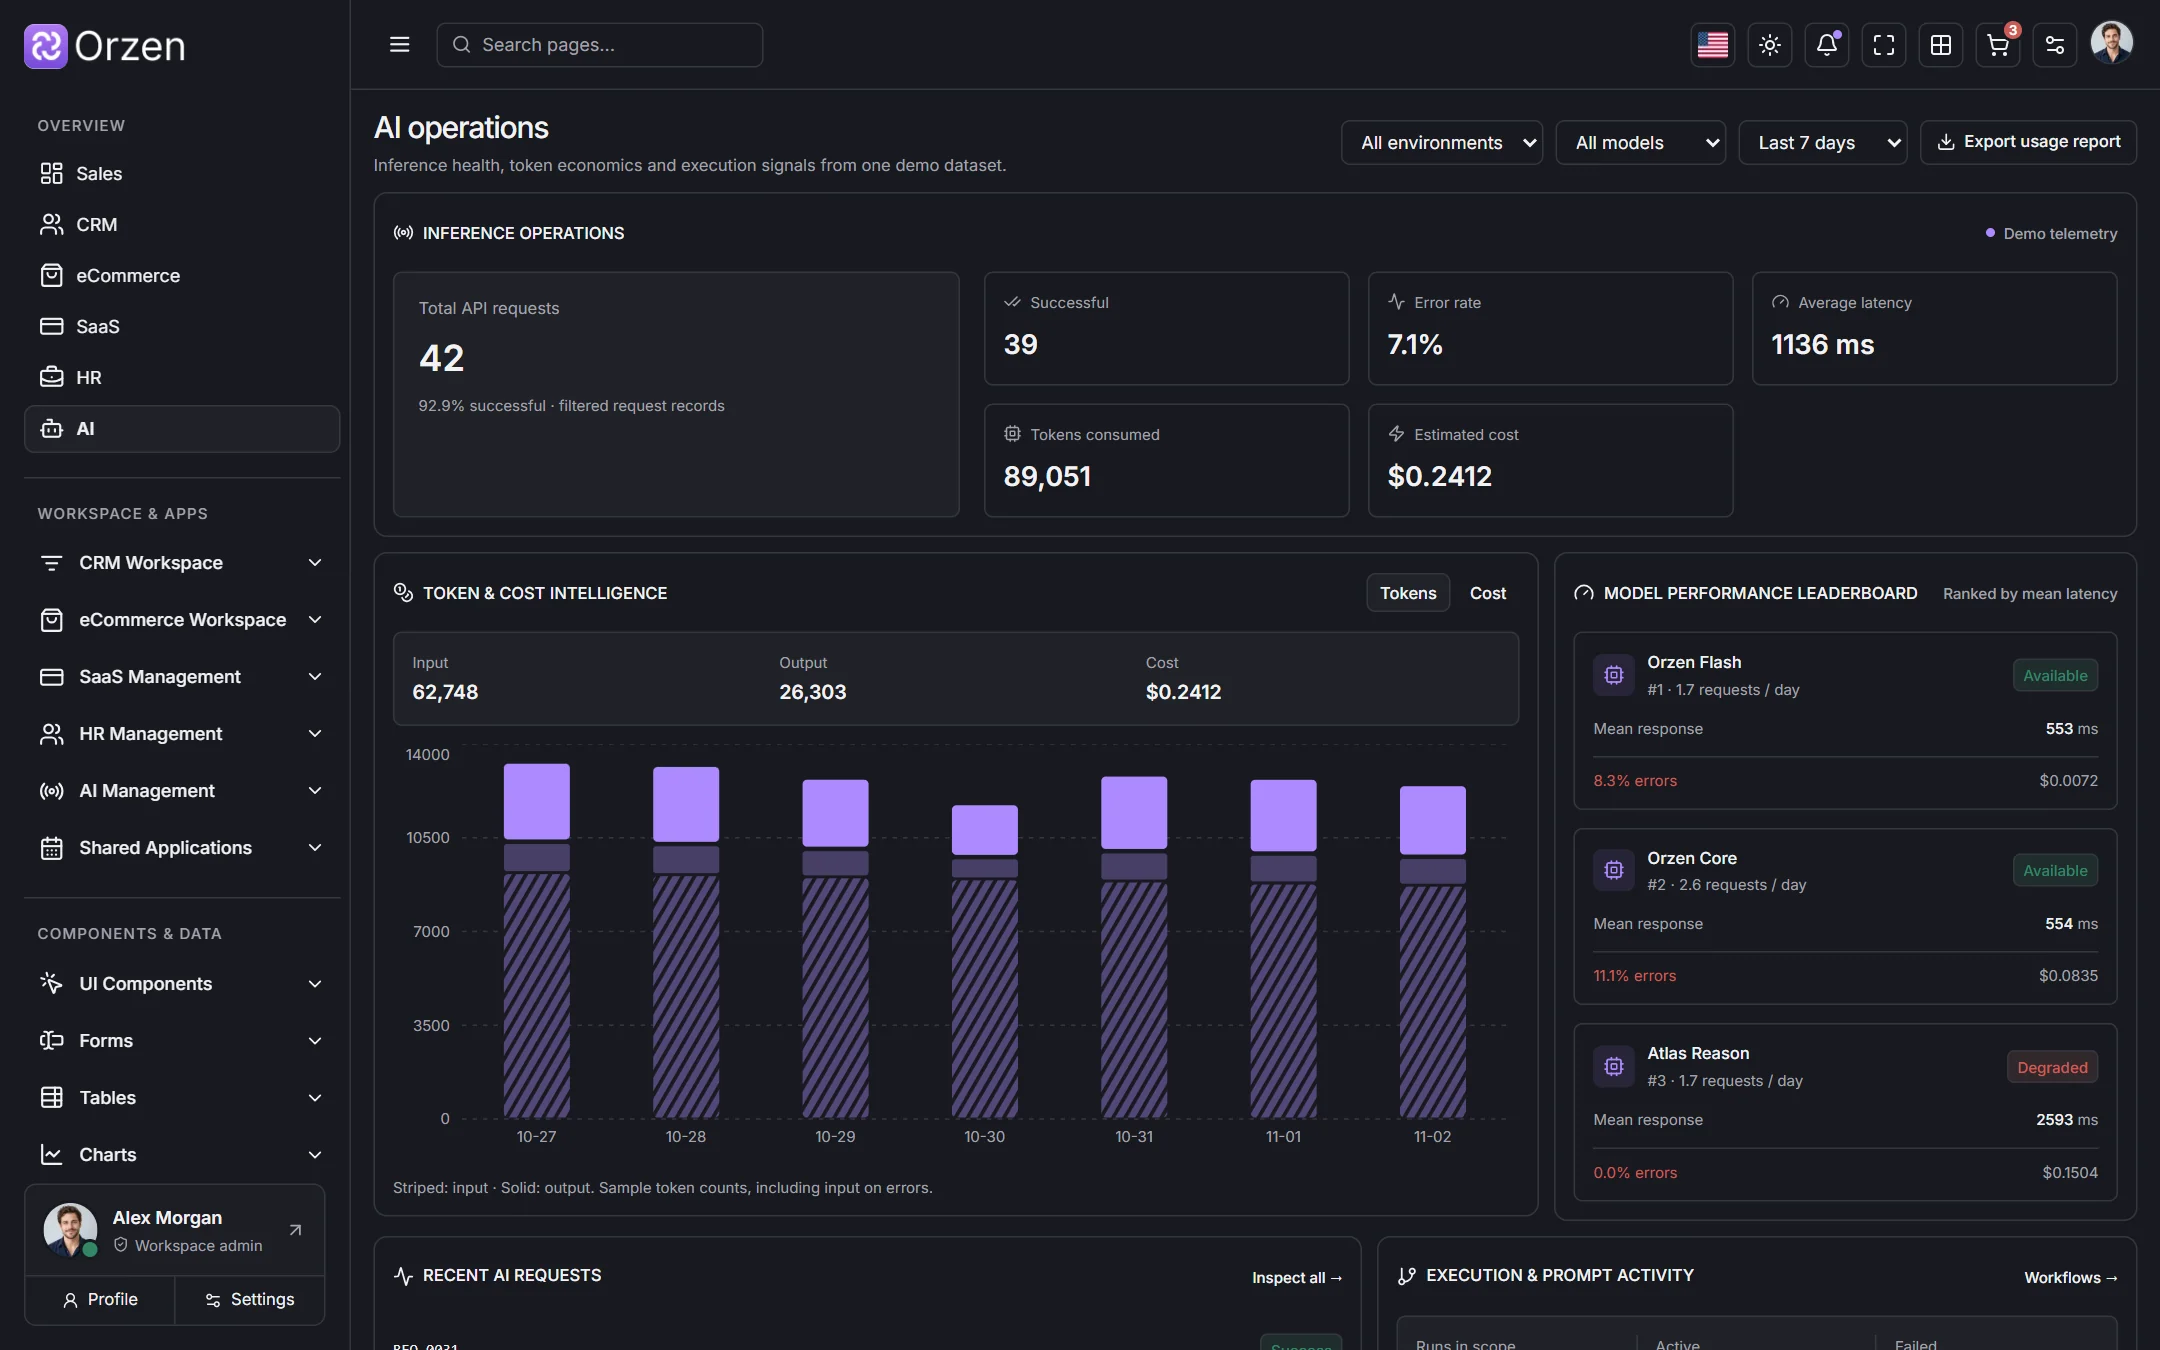 Orzen
Search pages...
3
OVERVIEW
Sales
CRM
eCommerce
SaaS
HR
AI
WORKSPACE & APPS
CRM Workspace
eCommerce Workspace
SaaS Management
HR Management
AI Management
Shared Applications
COMPONENTS & DATA
UI Components
Forms
Tables
Charts
Alex Morgan
Workspace admin
Profile
Settings
AI operations
Inference health, token economics and execution signals from one demo dataset.
All environments
All models
Last 7 days
Export usage report
INFERENCE OPERATIONS
Demo telemetry
Total API requests
42
92.9% successful · filtered request records
Successful
39
Error rate
7.1%
Average latency
1136 ms
Tokens consumed
89,051
Estimated cost
$0.2412
TOKEN & COST INTELLIGENCE
Tokens
Cost
Input
62,748
Output
26,303
Cost
$0.2412
14000
10500
7000
3500
0
10-27
10-28
10-29
10-30
10-31
11-01
11-02
Striped: input · Solid: output. Sample token counts, including input on errors.
MODEL PERFORMANCE LEADERBOARD
Ranked by mean latency
Orzen Flash
#1 · 1.7 requests / day
Available
Mean response
553 ms
8.3% errors
$0.0072
Orzen Core
#2 · 2.6 requests / day
Available
Mean response
554 ms
11.1% errors
$0.0835
Atlas Reason
#3 · 1.7 requests / day
Degraded
Mean response
2593 ms
0.0% errors
$0.1504
RECENT AI REQUESTS
Inspect all →
REQ-0031
Success
EXECUTION & PROMPT ACTIVITY
Workflows →
Runs in scope
Active
Failed